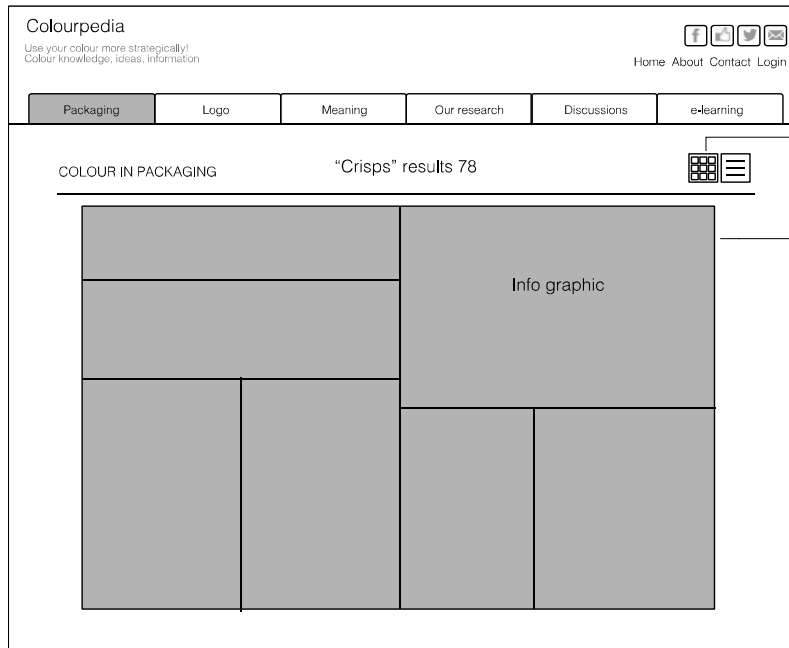 Colourpedia
Use your colour more strategically!
Colour knowledge, ideas, information
Home About Contact Login
Packaging Logo Meaning Our research Discussions e-learning
COLOUR IN PACKAGING “Crisps” results 78
Info graphic